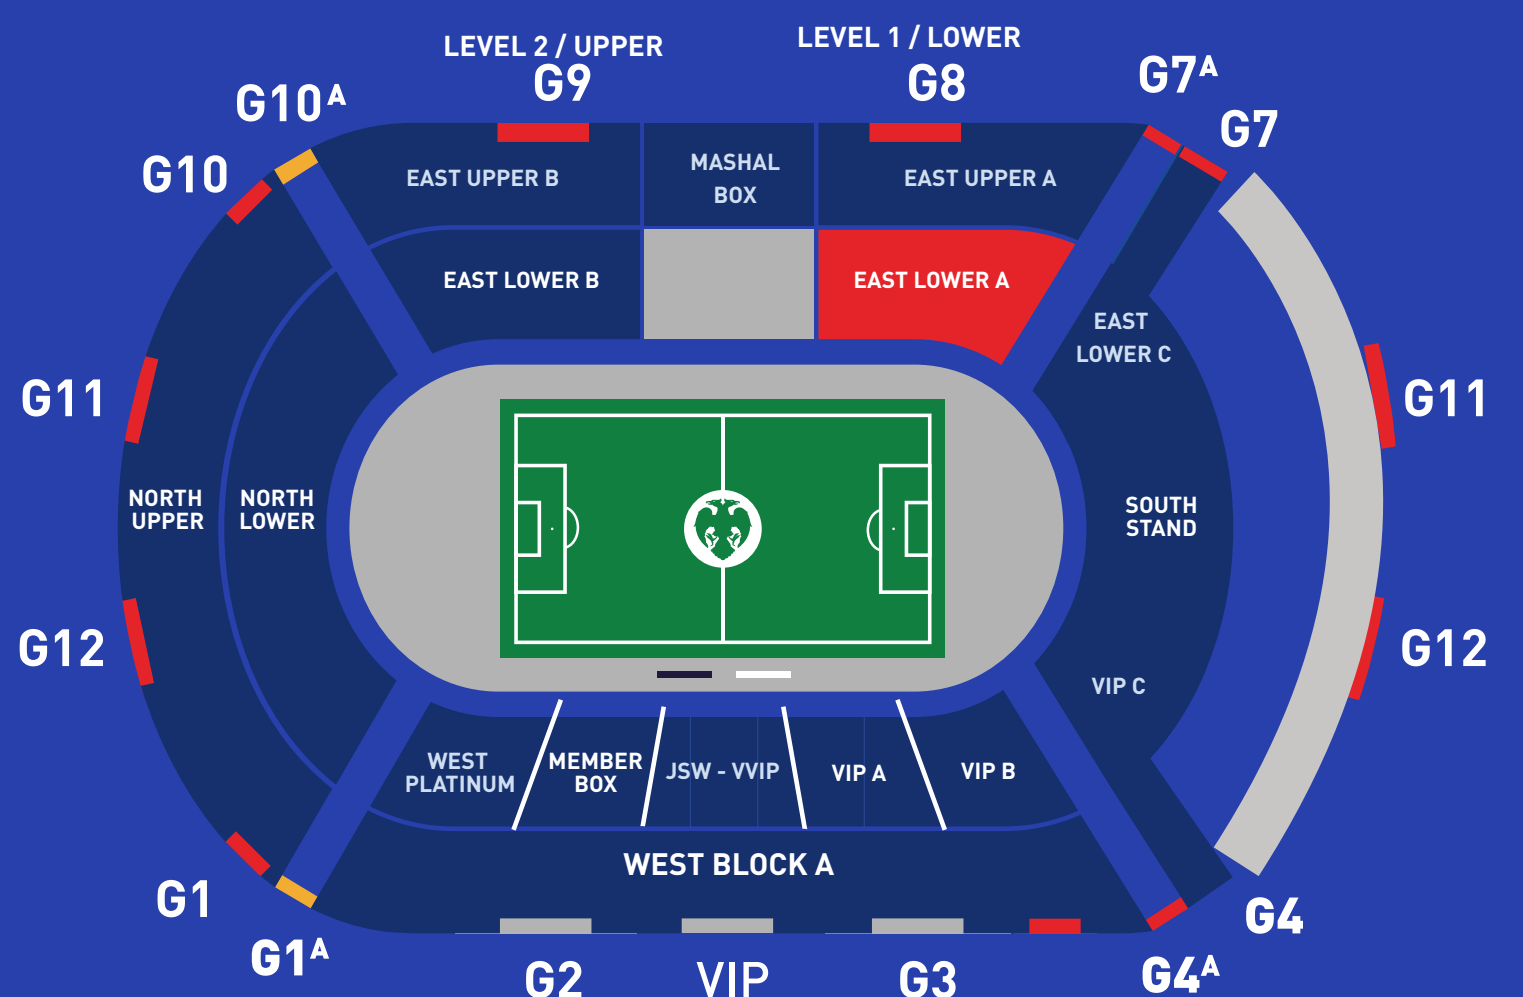 LEVEL 2 / UPPER
LEVEL 1 / LOWER
G9
G8
G7A
G10A
G7
G10
EAST UPPER B
MASHAL
BOX
EAST UPPER A
EAST LOWER B
EAST LOWER A
EAST
LOWER C
G11
G11
NORTH
UPPER
NORTH
LOWER
SOUTH
STAND
G12
G12
VIP C
WEST
PLATINUM
MEMBER
BOX
JSW - VVIP
VIP A
VIP B
WEST BLOCK A
G1
G4
G1A
G2
VIP
G3
G4A